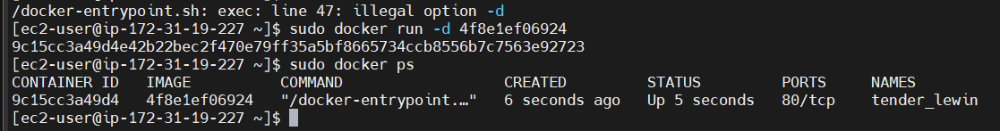 /docker-entrypoint.sh: exec: line 47: illegal option -d
[ec2-user@ip-172-31-19-227 ~]$ sudo docker run -d 4f8e1ef06924
9c15cc3a49d4e42b22bec2f470e79ff35a5bf8665734ccb8556b7c7563e92723
[ec2-user@ip-172-31-19-227 ~]$ sudo docker ps
CONTAINER ID   IMAGE          COMMAND                  CREATED         STATUS         PORTS     NAMES
9c15cc3a49d4   4f8e1ef06924   "/docker-entrypoint.…"   6 seconds ago   Up 5 seconds   80/tcp    tender_lewin
[ec2-user@ip-172-31-19-227 ~]$